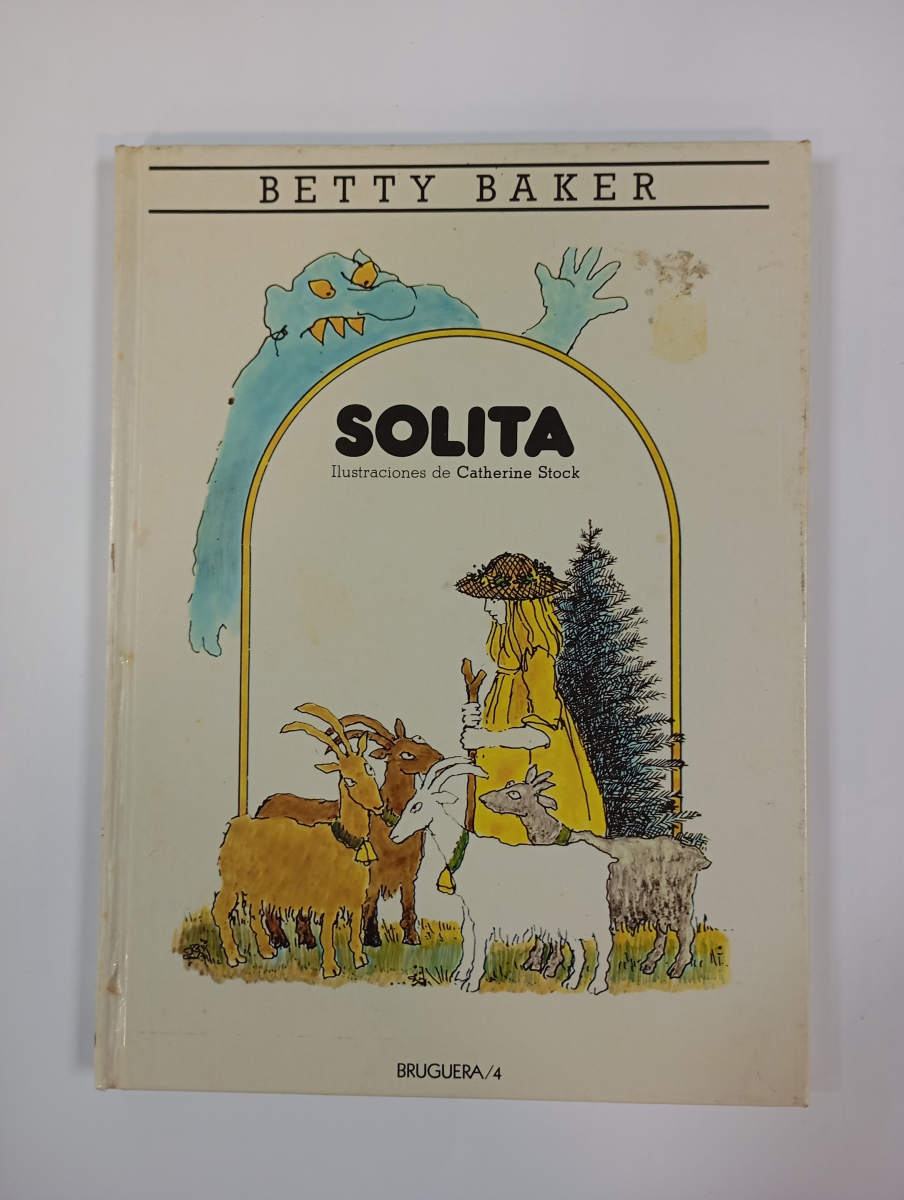 BETTY BAKER
SOLITA
Ilustraciones de Catherine Stock
BRUGUERA/4